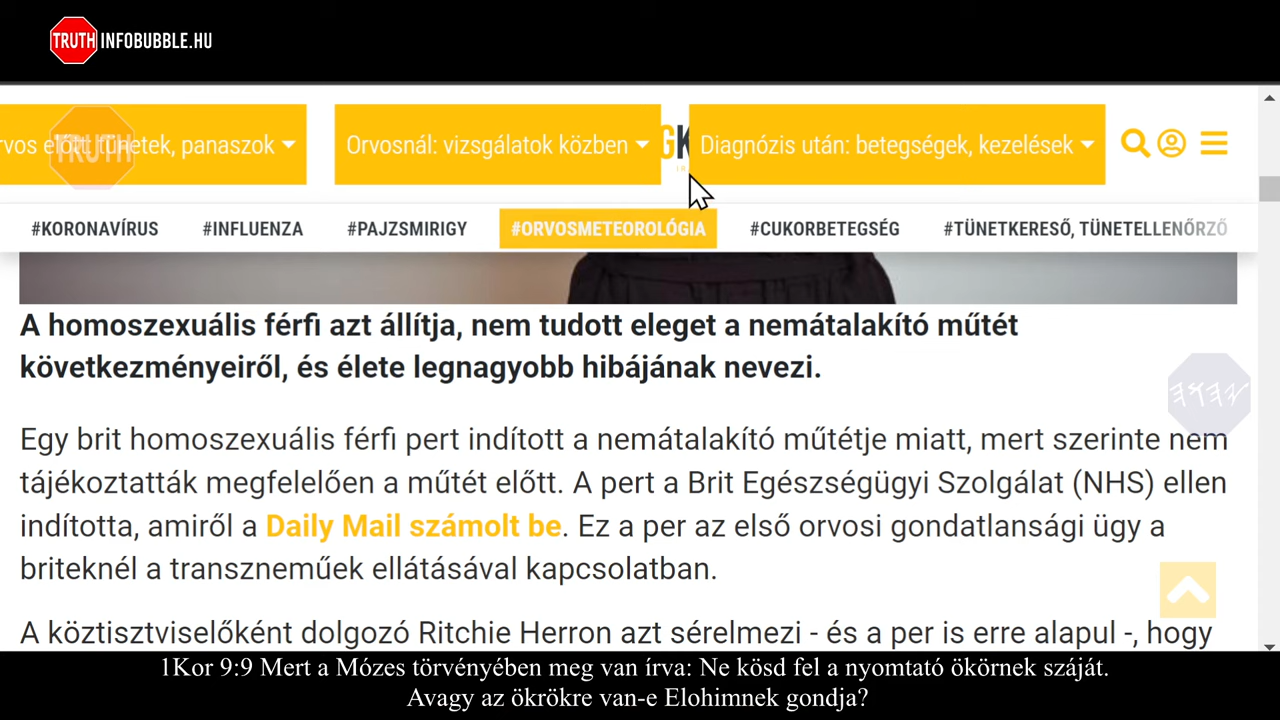 TRUTH INFOBUBBLE.HU
rvos előtt: tünetek, panaszok Orvosnál: vizsgálatok közben GK Diagnózis után: betegségek, kezelések
TRUTH
#KORONAVÍRUS #INFLUENZA #PAJZSMIRIGY #ORVOSMETEOROLÓGIA #CUKORBETEGSÉG #TÜNETKERESŐ, TÜNETELLENŐRZŐ
A homoszexuális férfi azt állítja, nem tudott eleget a nemátalakító műtét
következményeiről, és élete legnagyobb hibájának nevezi.
Egy brit homoszexuális férfi pert indított a nemátalakító műtétje miatt, mert szerinte nem
tájékoztatták megfelelően a műtét előtt. A pert a Brit Egészségügyi Szolgálat (NHS) ellen
indította, amiről a Daily Mail számolt be. Ez a per az első orvosi gondatlansági ügy a
briteknél a transzneműek ellátásával kapcsolatban.
A köztisztviselőként dolgozó Ritchie Herron azt sérelmezi - és a per is erre alapul -, hogy
1Kor 9:9 Mert a Mózes törvényében meg van írva: Ne kösd fel a nyomtató ökörnek száját.
Avagy az ökrökre van-e Elohimnek gondja?